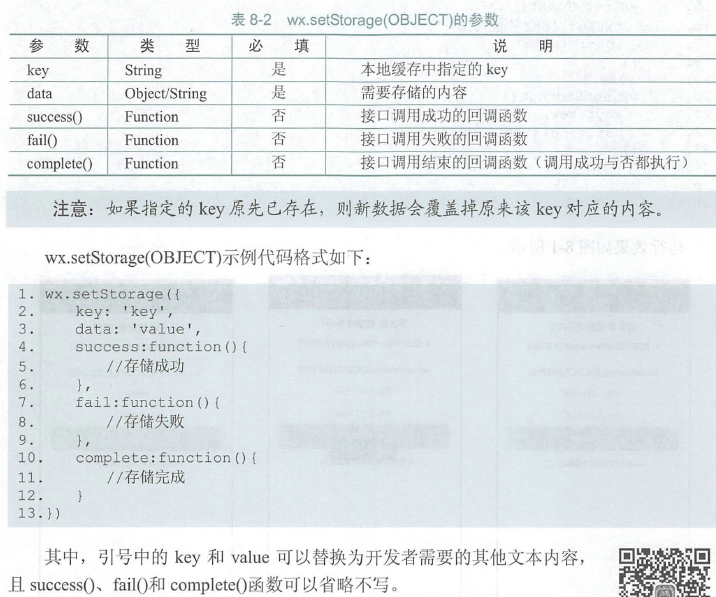 表 8-2 wx.setStorage(OBJECT)的参数
参 数 类 型 必 填 说 明
key String 是 本地缓存中指定的 key
data Object/String 是 需要存储的内容
success() Function 否 接口调用成功的回调函数
fail() Function 否 接口调用失败的回调函数
complete() Function 否 接口调用结束的回调函数（调用成功与否都执行）
注意：如果指定的 key 原先已存在，则新数据会覆盖掉原来该 key 对应的内容。
wx.setStorage(OBJECT)示例代码格式如下：
1. wx.setStorage({
2. key: 'key',
3. data: 'value',
4. success:function(){
5. //存储成功
6. },
7. fail:function(){
8. //存储失败
9. },
10. complete:function(){
11. //存储完成
12. }
13.})
其中，引号中的 key 和 value 可以替换为开发者需要的其他文本内容，
且 success()、fail()和 complete()函数可以省略不写。